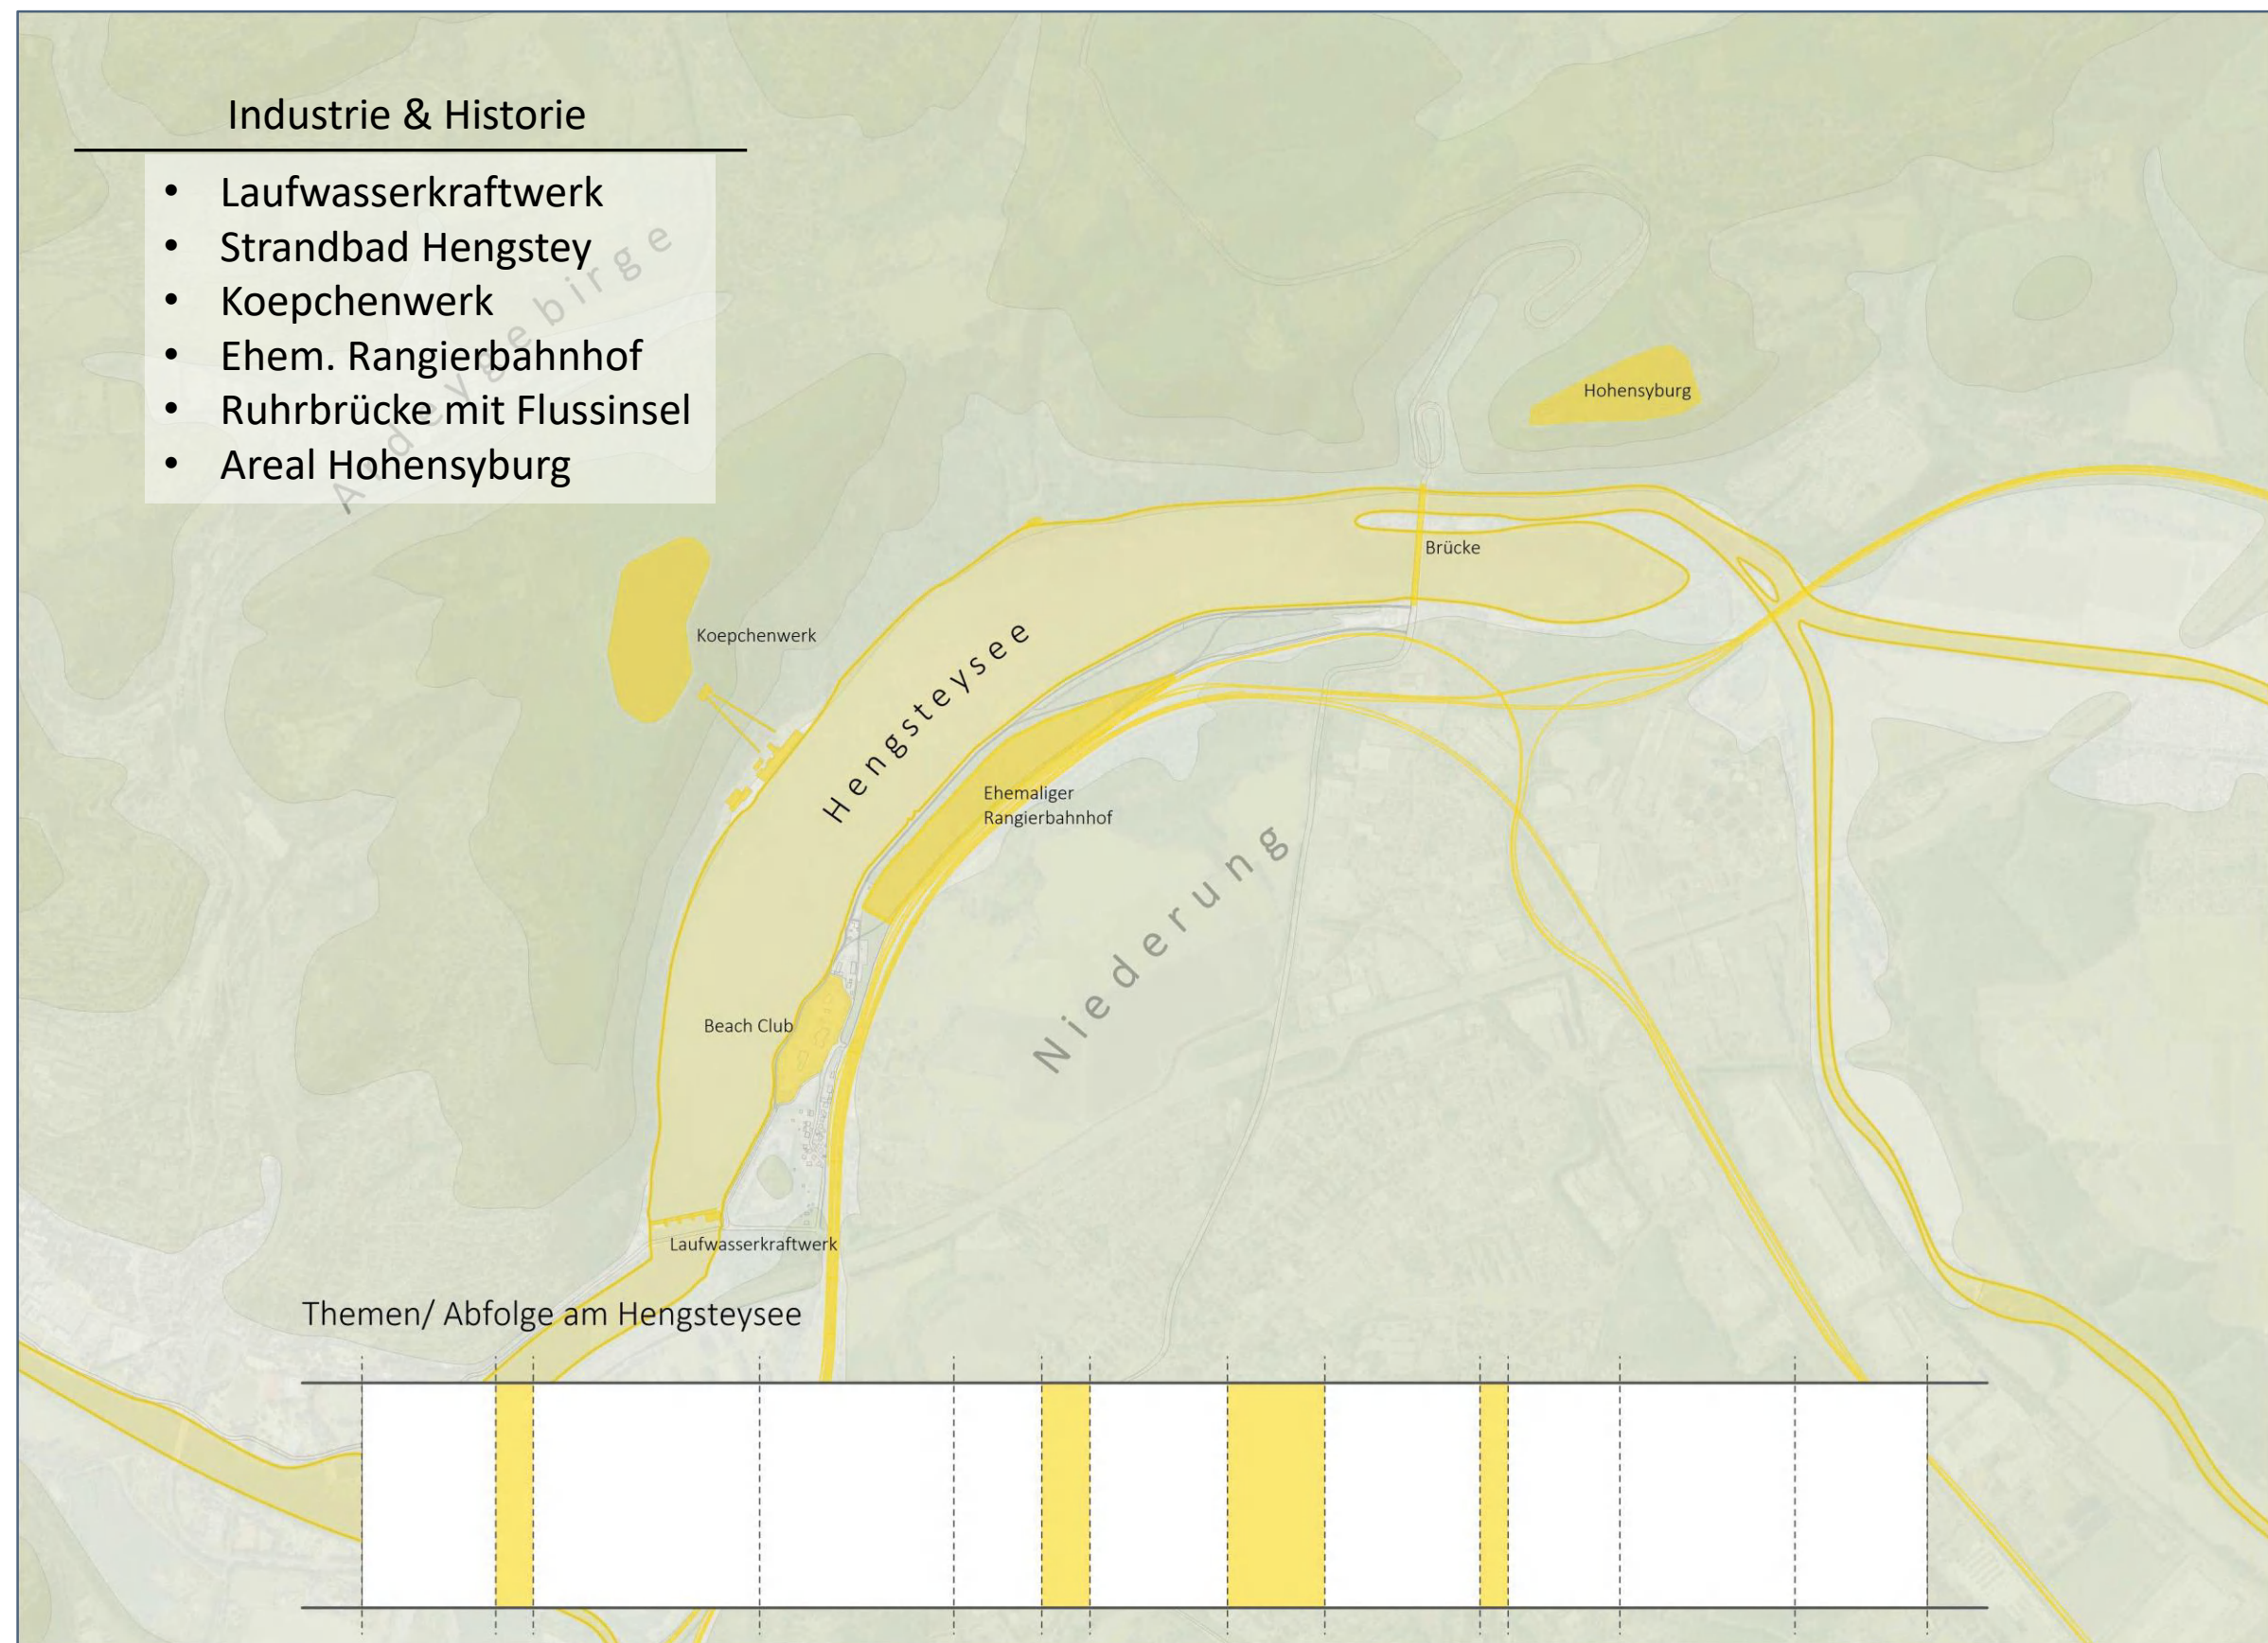 Industrie & Historie
• Laufwasserkraftwerk
• Strandbad Hengstey
• Koepchenwerk
• Ehem. Rangierbahnhof
• Ruhrbrücke mit Flussinsel
• Areal Hohensyburg
Ardeygebirge
Hohensyburg
Brücke
Koepchenwerk
Hengsteysee
Ehemaliger
Rangierbahnhof
Niederung
Beach Club
Laufwasserkraftwerk
Themen/ Abfolge am Hengsteysee